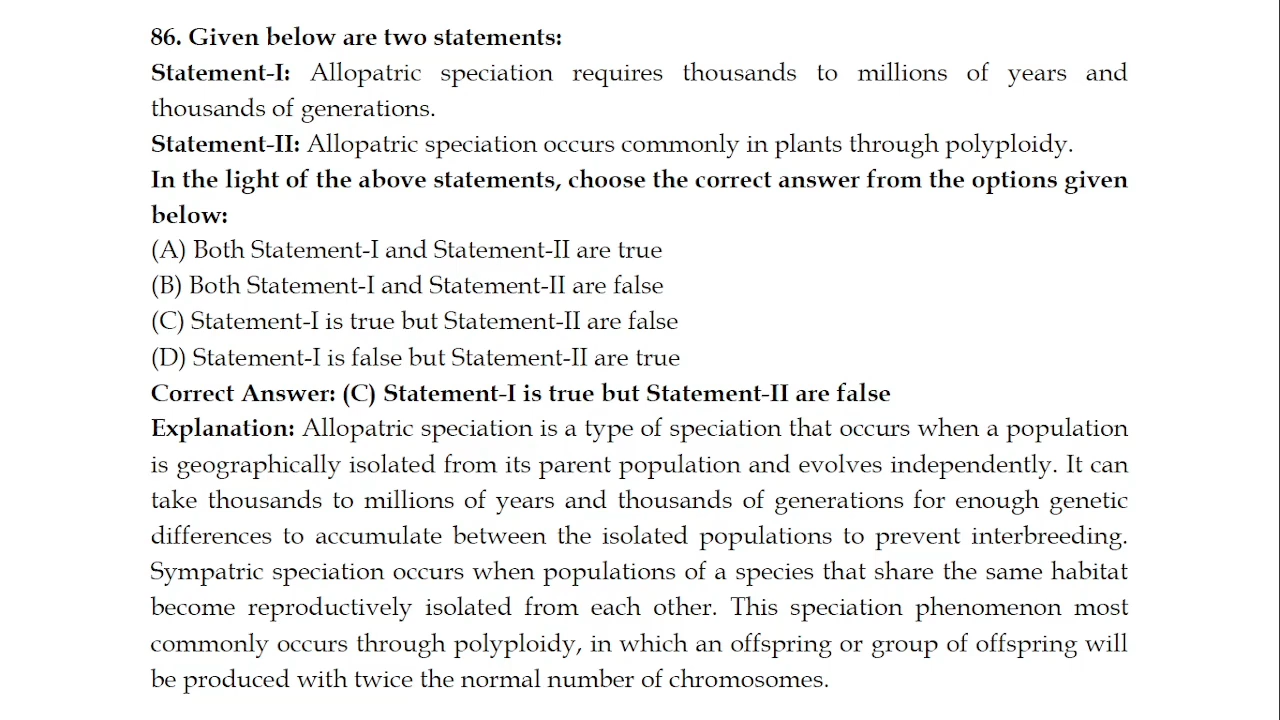 86. Given below are two statements:
Statement-I: Allopatric speciation requires thousands to millions of years and
thousands of generations.
Statement-II: Allopatric speciation occurs commonly in plants through polyploidy.
In the light of the above statements, choose the correct answer from the options given
below:
(A) Both Statement-I and Statement-II are true
(B) Both Statement-I and Statement-II are false
(C) Statement-I is true but Statement-II are false
(D) Statement-I is false but Statement-II are true
Correct Answer: (C) Statement-I is true but Statement-II are false
Explanation: Allopatric speciation is a type of speciation that occurs when a population
is geographically isolated from its parent population and evolves independently. It can
take thousands to millions of years and thousands of generations for enough genetic
differences to accumulate between the isolated populations to prevent interbreeding.
Sympatric speciation occurs when populations of a species that share the same habitat
become reproductively isolated from each other. This speciation phenomenon most
commonly occurs through polyploidy, in which an offspring or group of offspring will
be produced with twice the normal number of chromosomes.